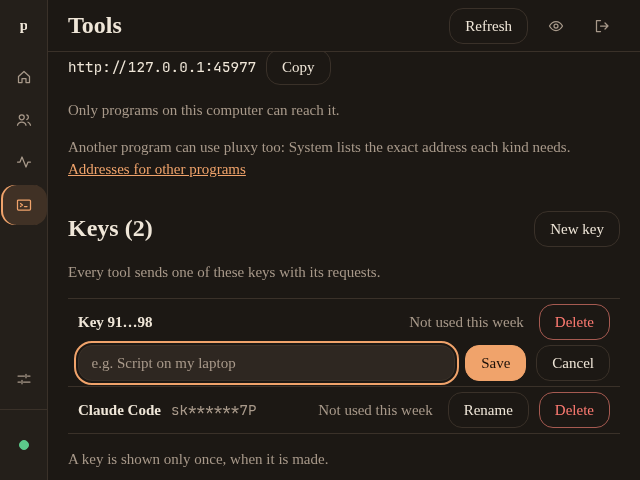 p
Tools
Refresh
http://127.0.0.1:45977
Copy
Only programs on this computer can reach it.
Another program can use pluxy too: System lists the exact address each kind needs.
Addresses for other programs
Keys (2)
New key
Every tool sends one of these keys with its requests.
Key 91…98
Not used this week
Delete
e.g. Script on my laptop
Save
Cancel
Claude Code sk******7P
Not used this week
Rename
Delete
A key is shown only once, when it is made.